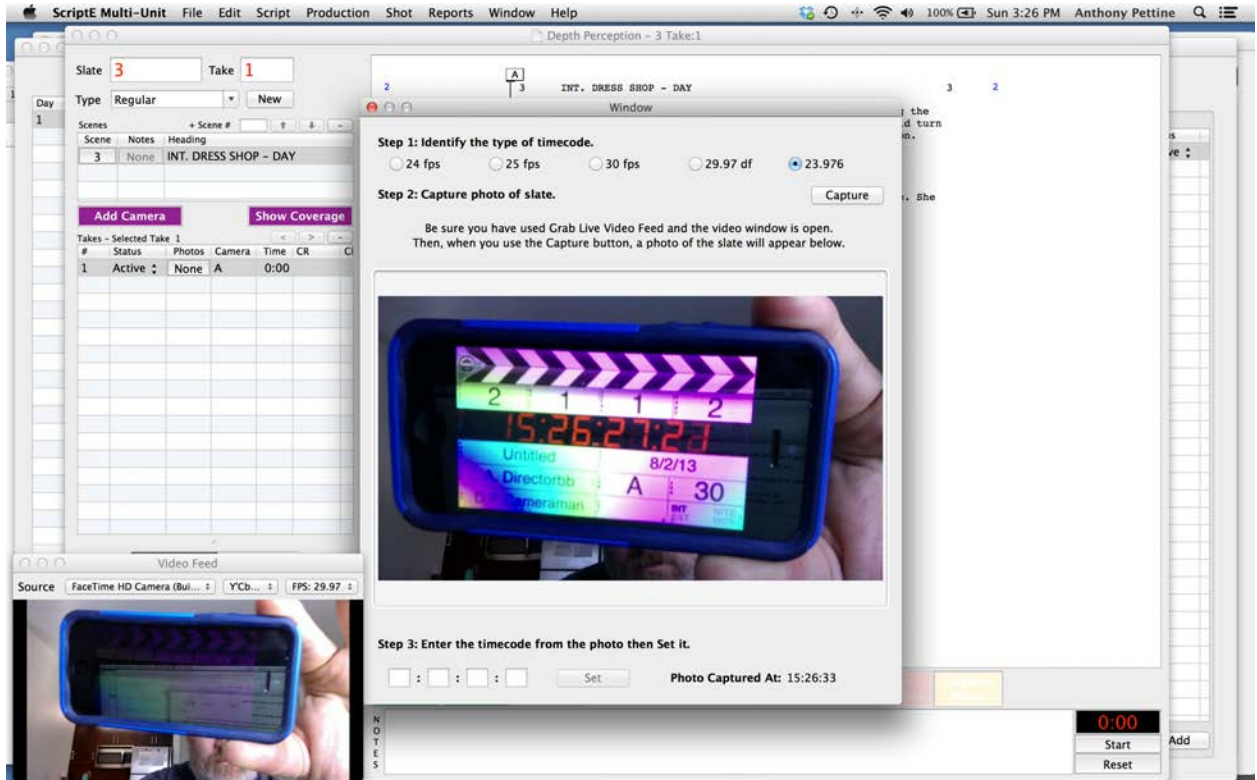 ScriptE Multi-Unit File Edit Script Production Shot Reports Window Help 100% Sun 3:26 PM Anthony Pettine
Depth Perception - 3 Take:1
Slate 3 Take 1
Type Regular New
Day
1
Scenes + Scene # -
Scene Notes Heading
3 None INT. DRESS SHOP - DAY
Add Camera Show Coverage
Takes - Selected Take 1 < > -
# Status Photos Camera Time CR
1 Active None A 0:00
A
2 3 INT. DRESS SHOP - DAY 3 2
the
turn
She
Window
Step 1: Identify the type of timecode.
24 fps 25 fps 30 fps 29.97 df 23.976
Step 2: Capture photo of slate. Capture
Be sure you have used Grab Live Video Feed and the video window is open.
Then, when you use the Capture button, a photo of the slate will appear below.
2 1 1 2
15:26:27:21
Untitled 8/2/13
A. Directorbb A 30
ameraman INT
EXT
Step 3: Enter the timecode from the photo then Set it.
: : : Set Photo Captured At: 15:26:33
Video Feed
Source FaceTime HD Camera (Bui... Y'Cb... FPS: 29.97
NOTES
0:00
Start
Reset
Add